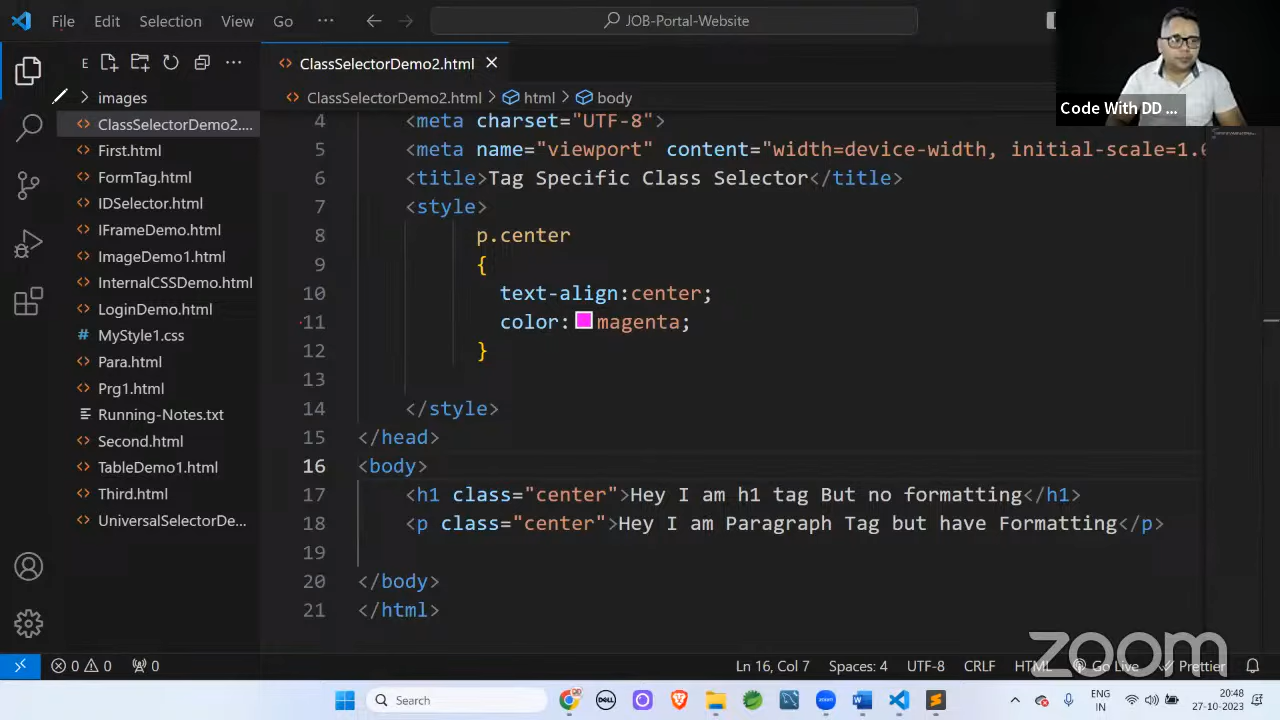 File Edit Selection View Go ··· JOB-Portal-Website
Code With DD ...
E
images
ClassSelectorDemo2....
First.html
FormTag.html
IDSelector.html
IFrameDemo.html
ImageDemo1.html
InternalCSSDemo.html
LoginDemo.html
MyStyle1.css
Para.html
Prg1.html
Running-Notes.txt
Second.html
TableDemo1.html
Third.html
UniversalSelectorDe...
ClassSelectorDemo2.html
ClassSelectorDemo2.html > html > body
4 <meta charset="UTF-8">
5 <meta name="viewport" content="width=device-width, initial-scale=1.0
6 <title>Tag Specific Class Selector</title>
7 <style>
8 p.center
9 {
10 text-align:center;
11 color: magenta;
12 }
13
14 </style>
15 </head>
16 <body>
17 <h1 class="center">Hey I am h1 tag But no formatting</h1>
18 <p class="center">Hey I am Paragraph Tag but have Formatting</p>
19
20 </body>
21 </html>
zoom
0 0 0 Ln 16, Col 7 Spaces: 4 UTF-8 CRLF HTML Go Live Prettier
Search
ENG
IN
20:48
27-10-2023